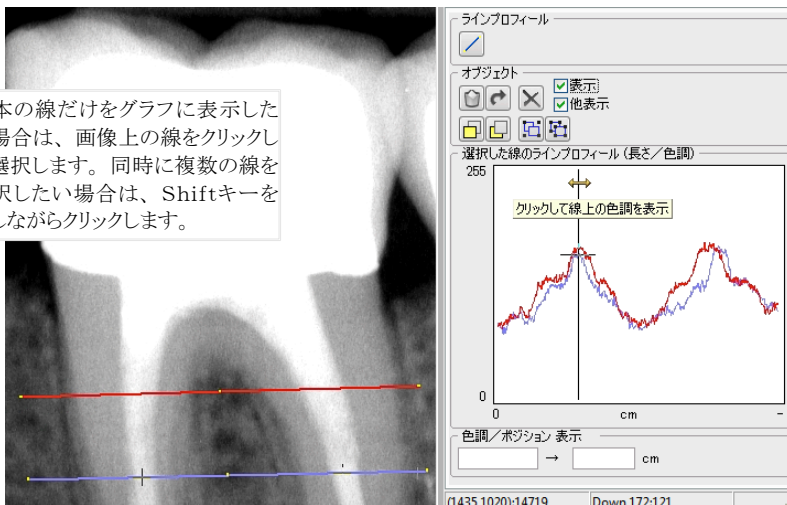 本の線だけをグラフに表示した
場合は、画像上の線をクリックし
選択します。同時に複数の線を
択したい場合は、Shiftキーを
しながらクリックします。
ラインプロフィール
オブジェクト
表示
他表示
選択した線のラインプロフィール（長さ／色調）
255
クリックして線上の色調を表示
0
0 cm -
色調／ポジション 表示
→ cm
(1435,1020):14719 Down 172:121